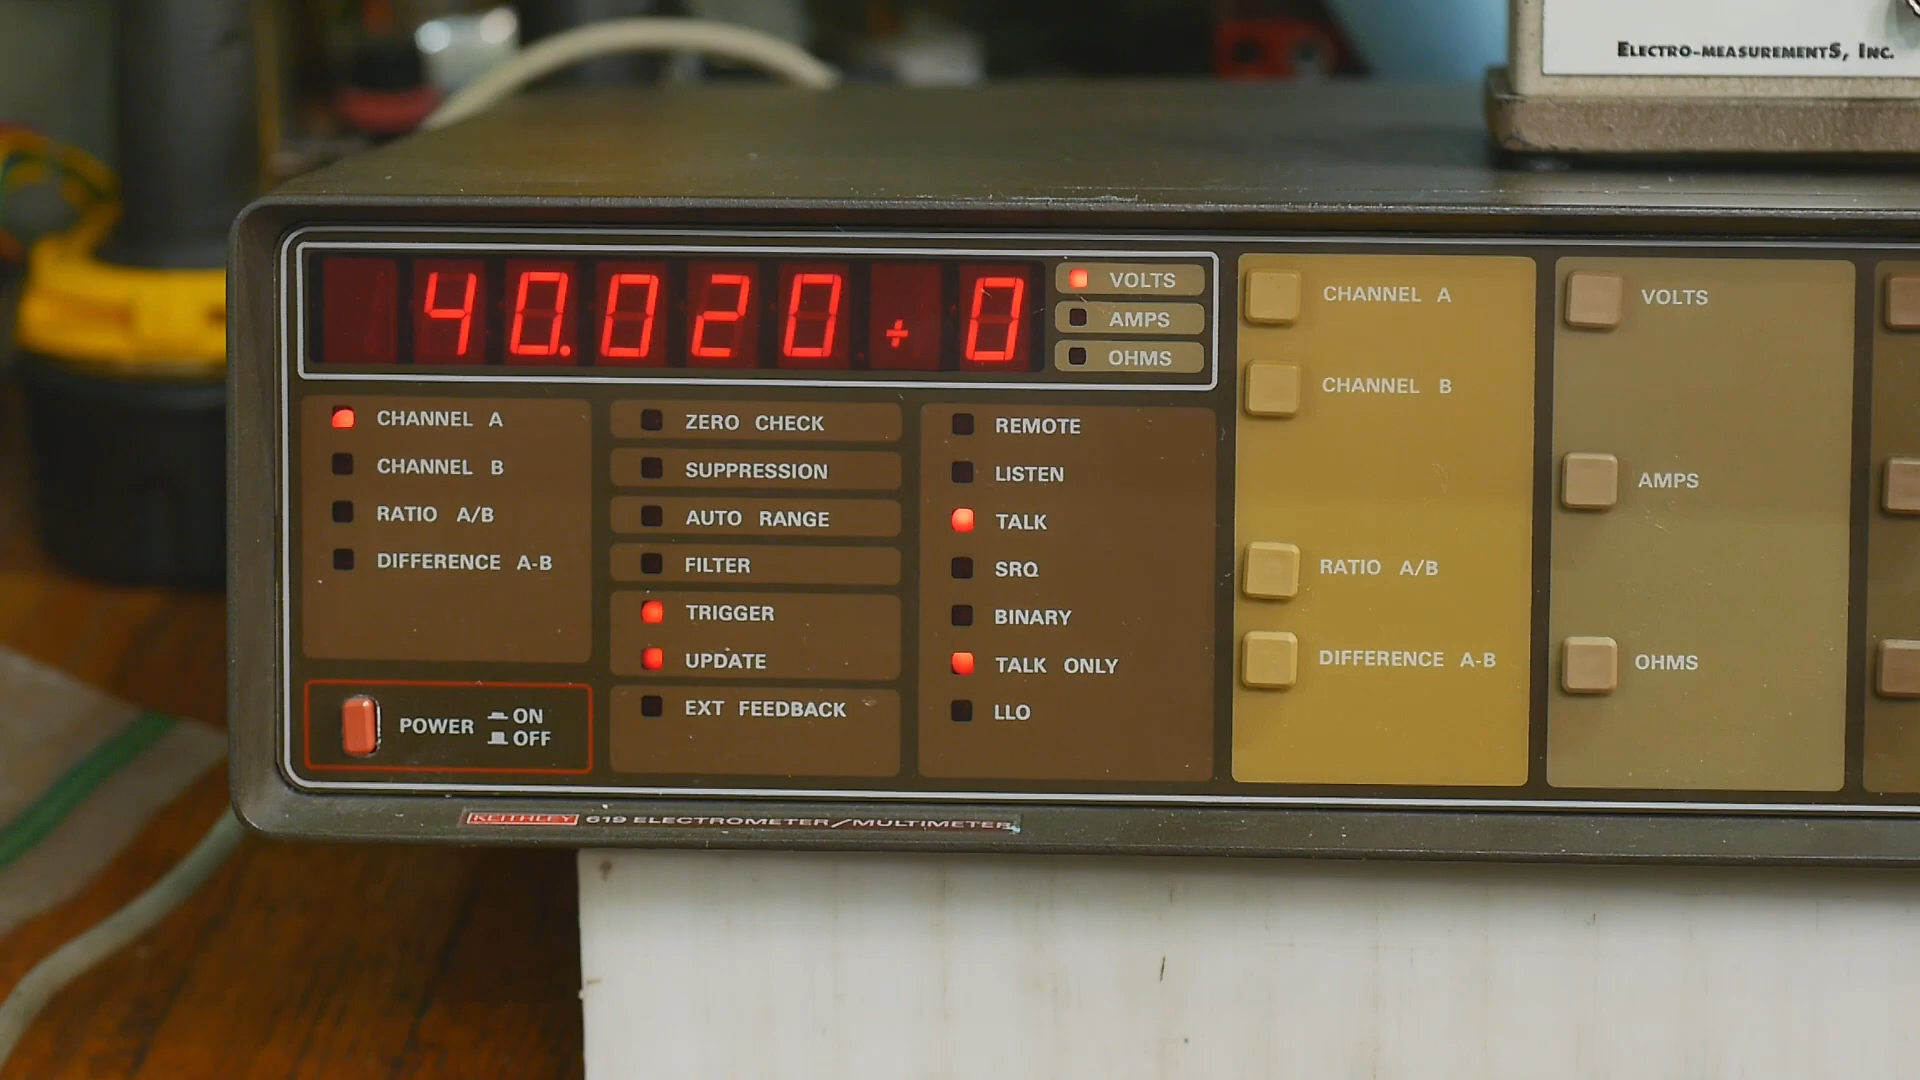 ELECTRO-MEASUREMENTS, INC.
40.020 + 0
VOLTS
AMPS
OHMS
CHANNEL A
CHANNEL B
RATIO A/B
DIFFERENCE A-B
ZERO CHECK
SUPPRESSION
AUTO RANGE
FILTER
TRIGGER
UPDATE
EXT FEEDBACK
REMOTE
LISTEN
TALK
SRQ
BINARY
TALK ONLY
LLO
POWER ON
OFF
CHANNEL A
CHANNEL B
RATIO A/B
DIFFERENCE A-B
VOLTS
AMPS
OHMS
KEITHLEY 619 ELECTROMETER/MULTIMETER